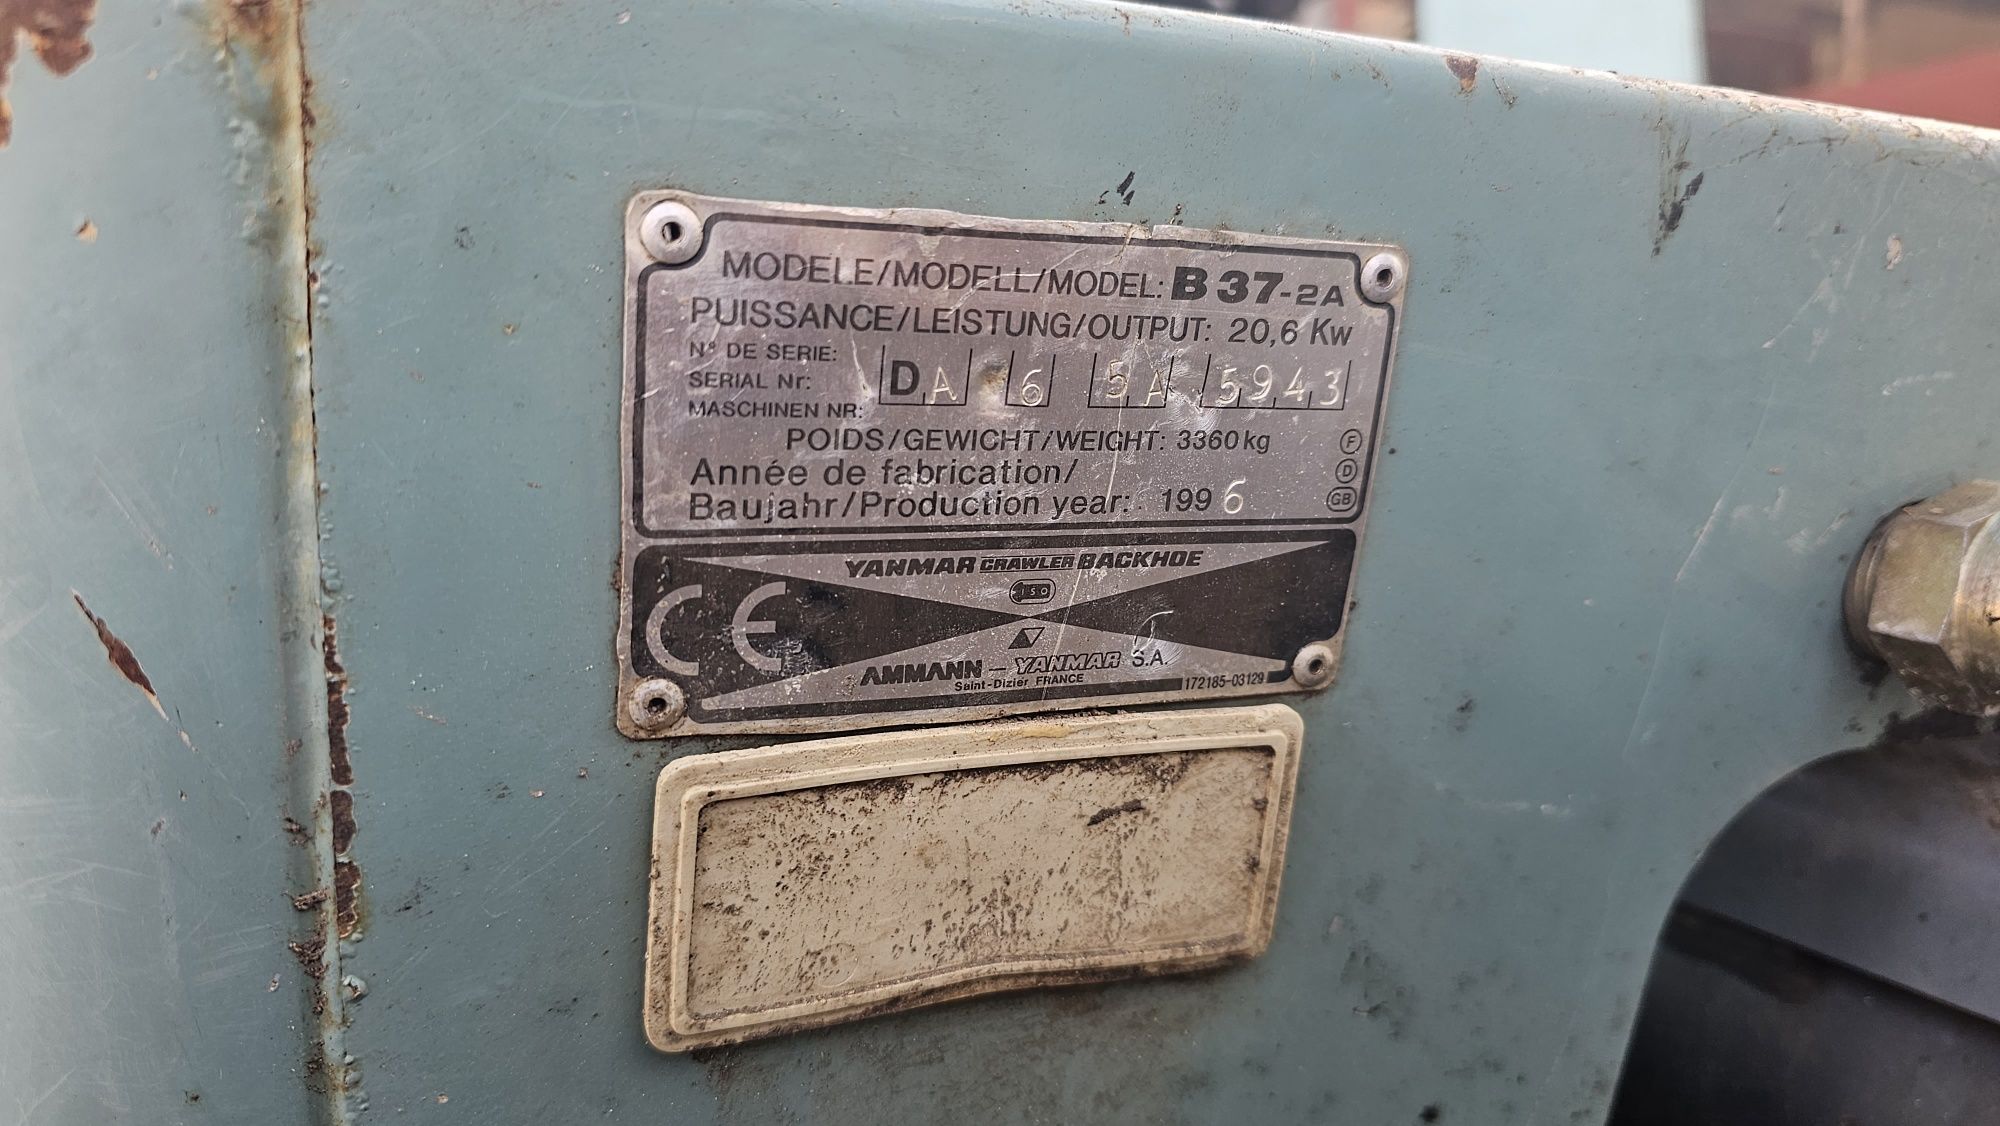 MODELE/MODELL/MODEL: B 37-2A
PUISSANCE/LEISTUNG/OUTPUT: 20,6 Kw
N° DE SERIE:
SERIAL Nr:
MASCHINEN NR:
DA 6 5A 5943
POIDS/GEWICHT/WEIGHT: 3360kg F
Année de fabrication/ D
Baujahr/Production year: 1996 GB
YANMAR CRAWLER BACKHOE
ISO
CE
AMMANN - YANMAR S.A.
Saint-Dizier FRANCE
172185-03129